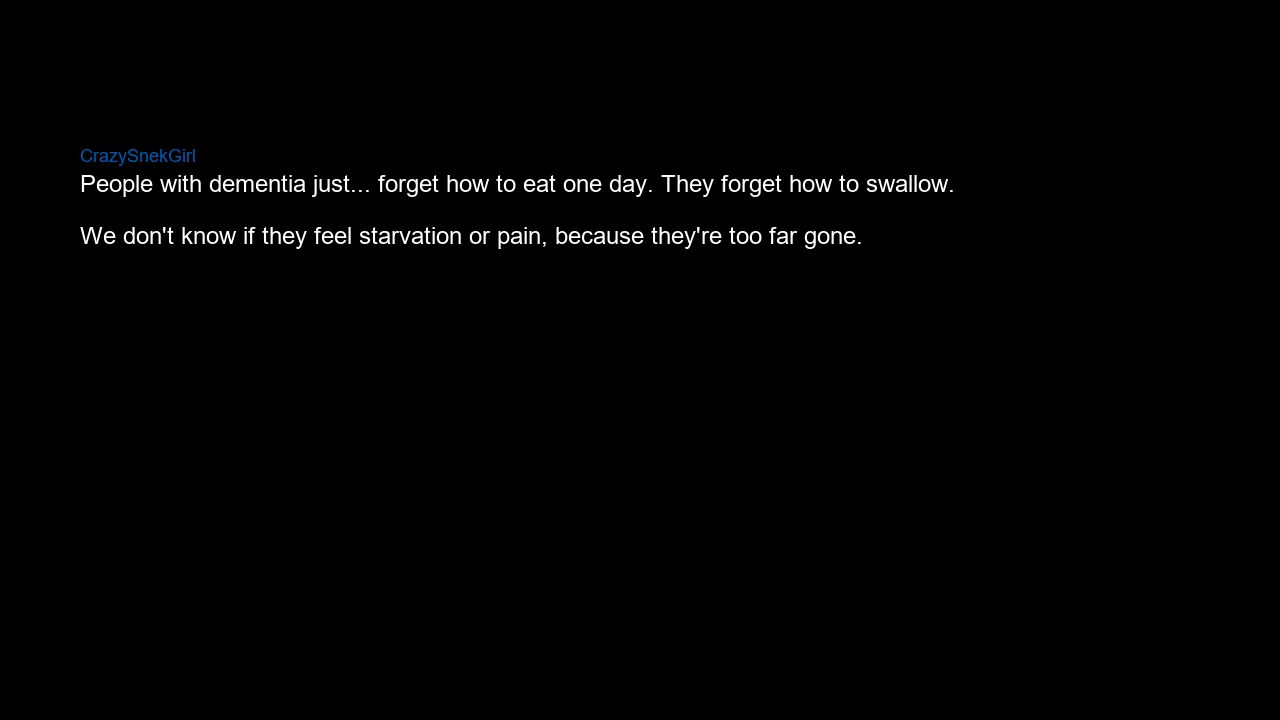 CrazySnekGirl
People with dementia just... forget how to eat one day. They forget how to swallow.
We don't know if they feel starvation or pain, because they're too far gone.